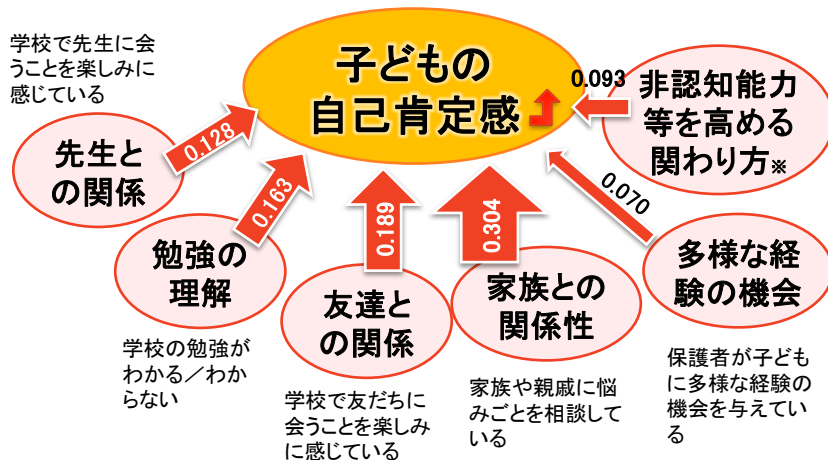 学校で先生に会
うことを楽しみに
感じている
子どもの
自己肯定感
0.093
非認知能力
等を高める
関わり方※
先生と
の関係
0.128
勉強の
理解
0.163
友達と
の関係
0.189
家族との
関係性
0.304
多様な経
験の機会
0.070
学校の勉強が
わかる／わか
らない
学校で友だちに
会うことを楽しみ
に感じている
家族や親戚に悩
みごとを相談して
いる
保護者が子ども
に多様な経験の
機会を与えてい
る